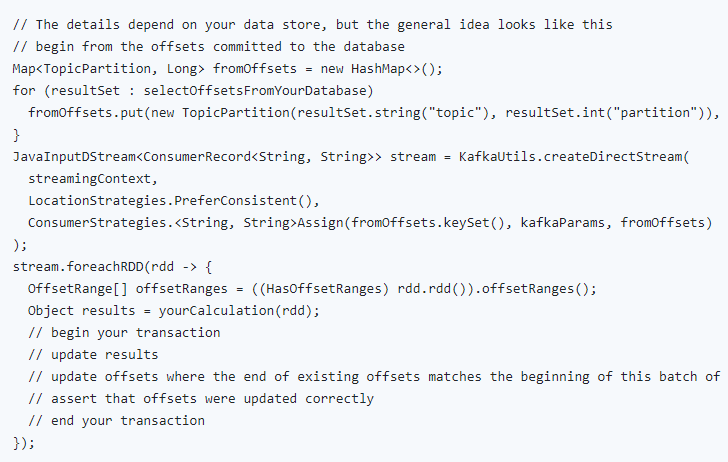 // The details depend on your data store, but the general idea looks like this
// begin from the offsets committed to the database
Map<TopicPartition, Long> fromOffsets = new HashMap<>();
for (resultSet : selectOffsetsFromYourDatabase)
  fromOffsets.put(new TopicPartition(resultSet.string("topic"), resultSet.int("partition")),
}
JavaInputDStream<ConsumerRecord<String, String>> stream = KafkaUtils.createDirectStream(
  streamingContext,
  LocationStrategies.PreferConsistent(),
  ConsumerStrategies.<String, String>Assign(fromOffsets.keySet(), kafkaParams, fromOffsets)
);
stream.foreachRDD(rdd -> {
  OffsetRange[] offsetRanges = ((HasOffsetRanges) rdd.rdd()).offsetRanges();
  Object results = yourCalculation(rdd);
  // begin your transaction
  // update results
  // update offsets where the end of existing offsets matches the beginning of this batch of
  // assert that offsets were updated correctly
  // end your transaction
});